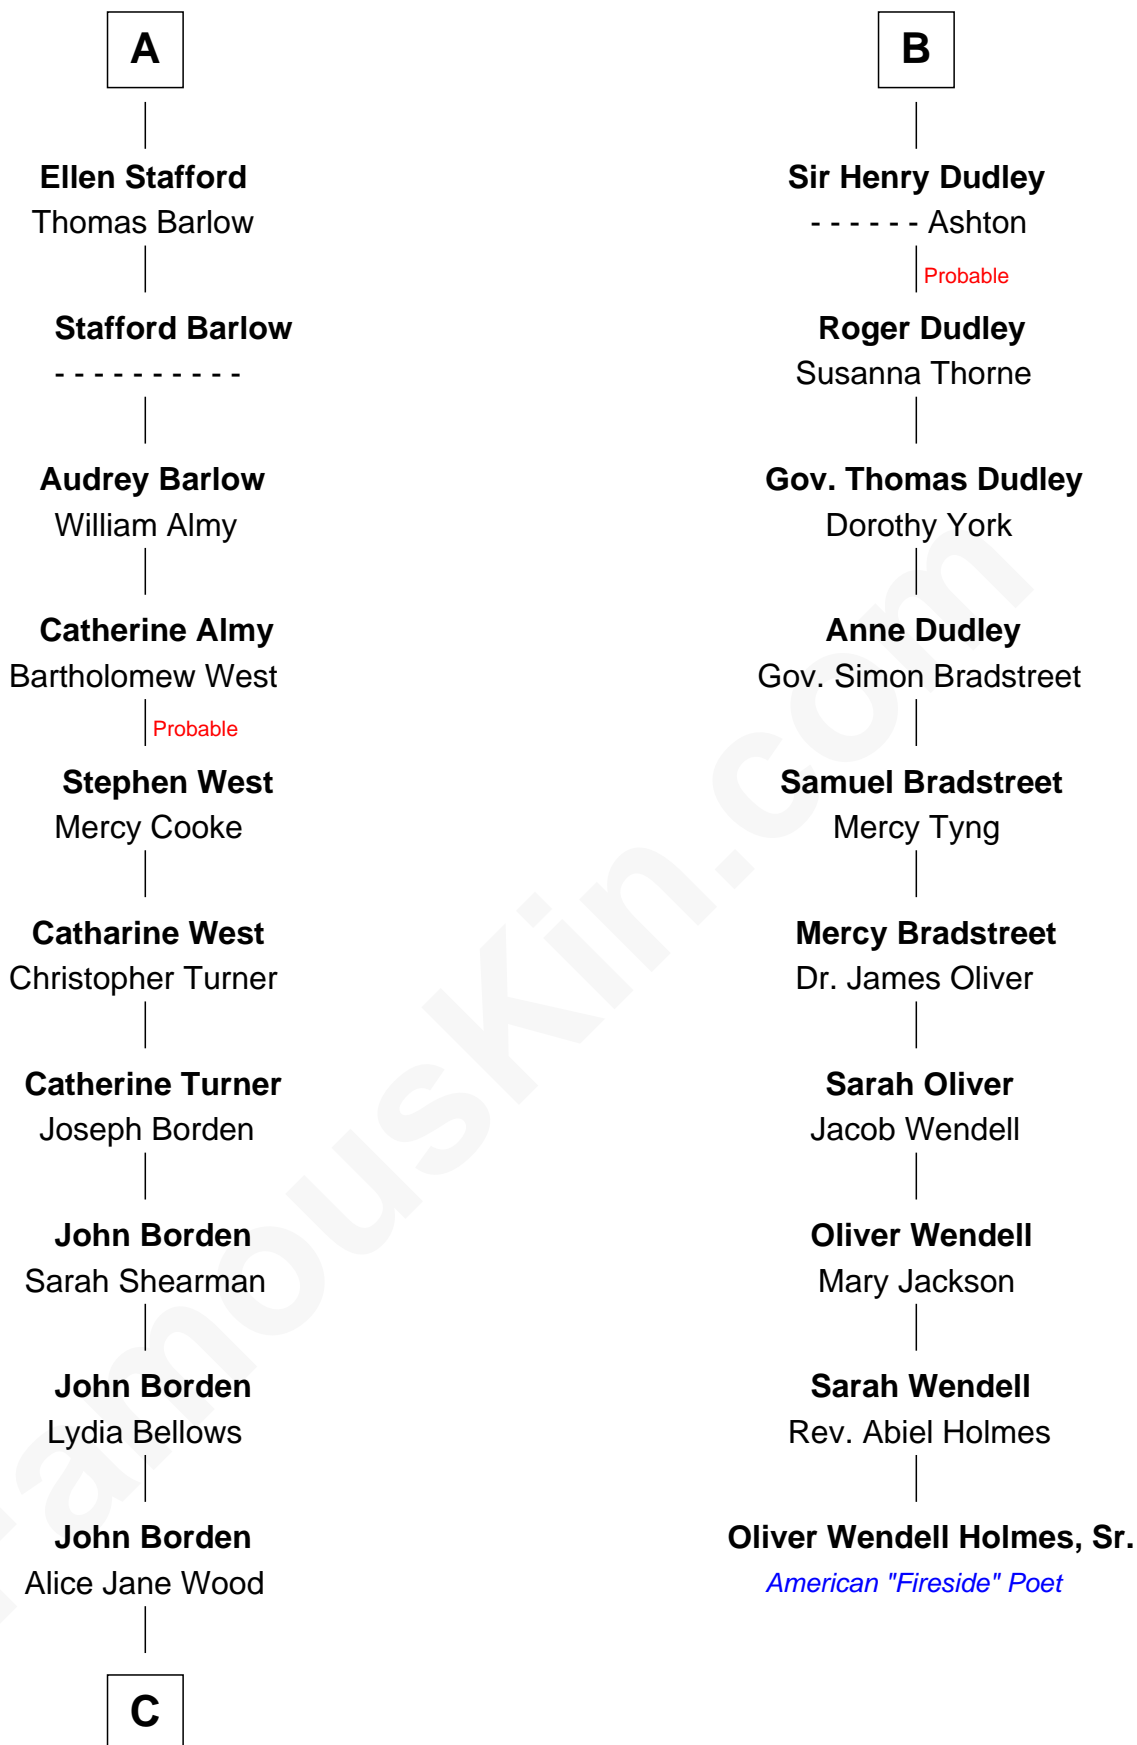 A
Ellen Stafford
Thomas Barlow
Stafford Barlow
- - - - - - - - - -
Audrey Barlow
William Almy
Catherine Almy
Bartholomew West
Probable
Stephen West
Mercy Cooke
Catharine West
Christopher Turner
Catherine Turner
Joseph Borden
John Borden
Sarah Shearman
John Borden
Lydia Bellows
John Borden
Alice Jane Wood
C
B
Sir Henry Dudley
- - - - - - Ashton
Probable
Roger Dudley
Susanna Thorne
Gov. Thomas Dudley
Dorothy York
Anne Dudley
Gov. Simon Bradstreet
Samuel Bradstreet
Mercy Tyng
Mercy Bradstreet
Dr. James Oliver
Sarah Oliver
Jacob Wendell
Oliver Wendell
Mary Jackson
Sarah Wendell
Rev. Abiel Holmes
Oliver Wendell Holmes, Sr.
American "Fireside" Poet
FamousKin.com